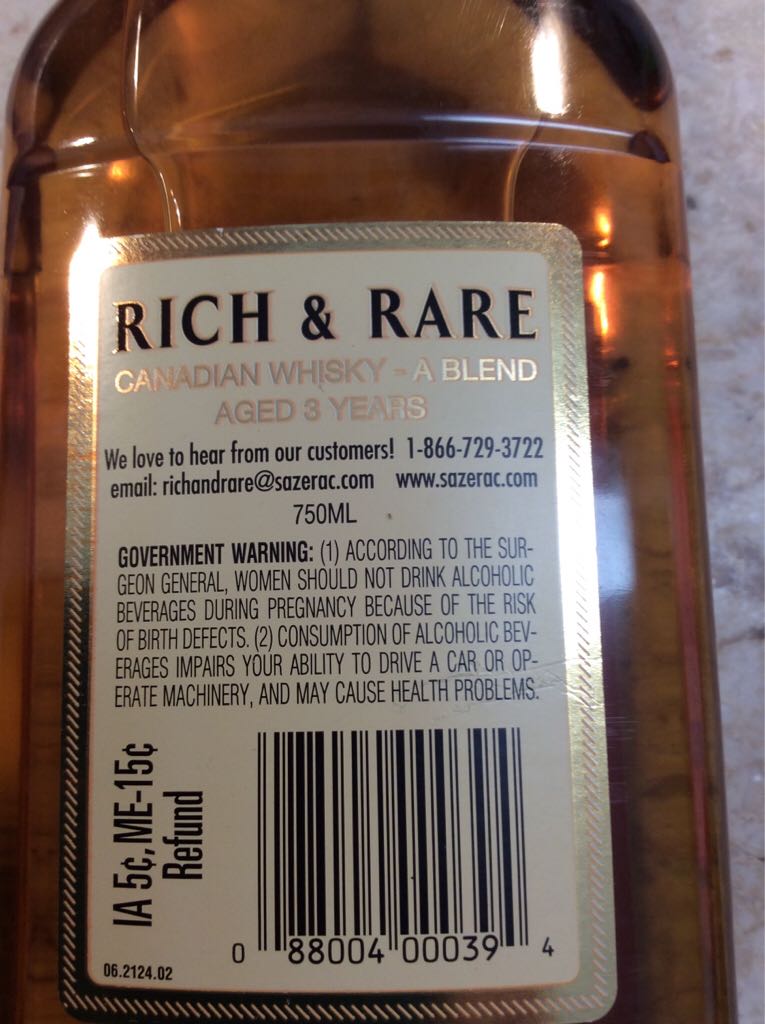 RICH & RARE
CANADIAN WHISKY - A BLEND
AGED 3 YEARS
We love to hear from our customers! 1-866-729-3722
email: richandrare@sazerac.com www.sazerac.com
750ML
GOVERNMENT WARNING: (1) ACCORDING TO THE SUR-
GEON GENERAL, WOMEN SHOULD NOT DRINK ALCOHOLIC
BEVERAGES DURING PREGNANCY BECAUSE OF THE RISK
OF BIRTH DEFECTS. (2) CONSUMPTION OF ALCOHOLIC BEV-
ERAGES IMPAIRS YOUR ABILITY TO DRIVE A CAR OR OP-
ERATE MACHINERY, AND MAY CAUSE HEALTH PROBLEMS.
IA 5¢, ME-15¢
Refund
0 88004 00039 4
06.2124.02